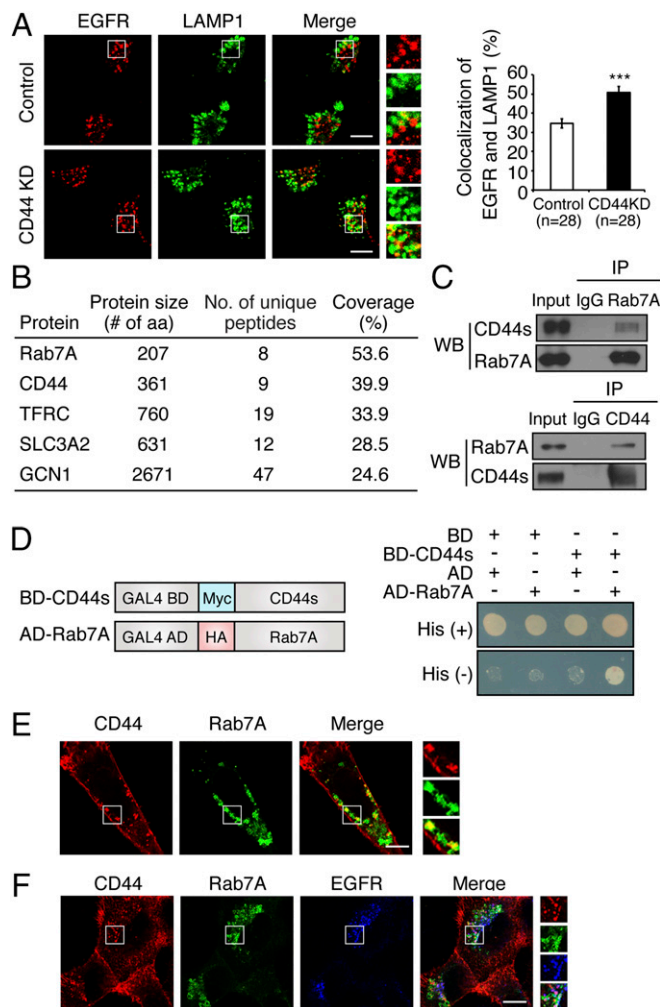 A
EGFR LAMP1 Merge
Control
CD44 KD
Colocalization of
EGFR and LAMP1 (%)
60
50
40
30
20
10
0
***
Control CD44KD
(n=28) (n=28)
B
Protein Protein size (# of aa) No. of unique peptides Coverage (%)
Rab7A 207 8 53.6
CD44 361 9 39.9
TFRC 760 19 33.9
SLC3A2 631 12 28.5
GCN1 2671 47 24.6
C
IP
Input IgG Rab7A
WB
CD44s
Rab7A
IP
Input IgG CD44
WB
Rab7A
CD44s
D
BD-CD44s GAL4 BD Myc CD44s
AD-Rab7A GAL4 AD HA Rab7A
BD + + - -
BD-CD44s - - + +
AD + - + -
AD-Rab7A - + - +
His (+)
His (-)
E
CD44 Rab7A Merge
F
CD44 Rab7A EGFR Merge